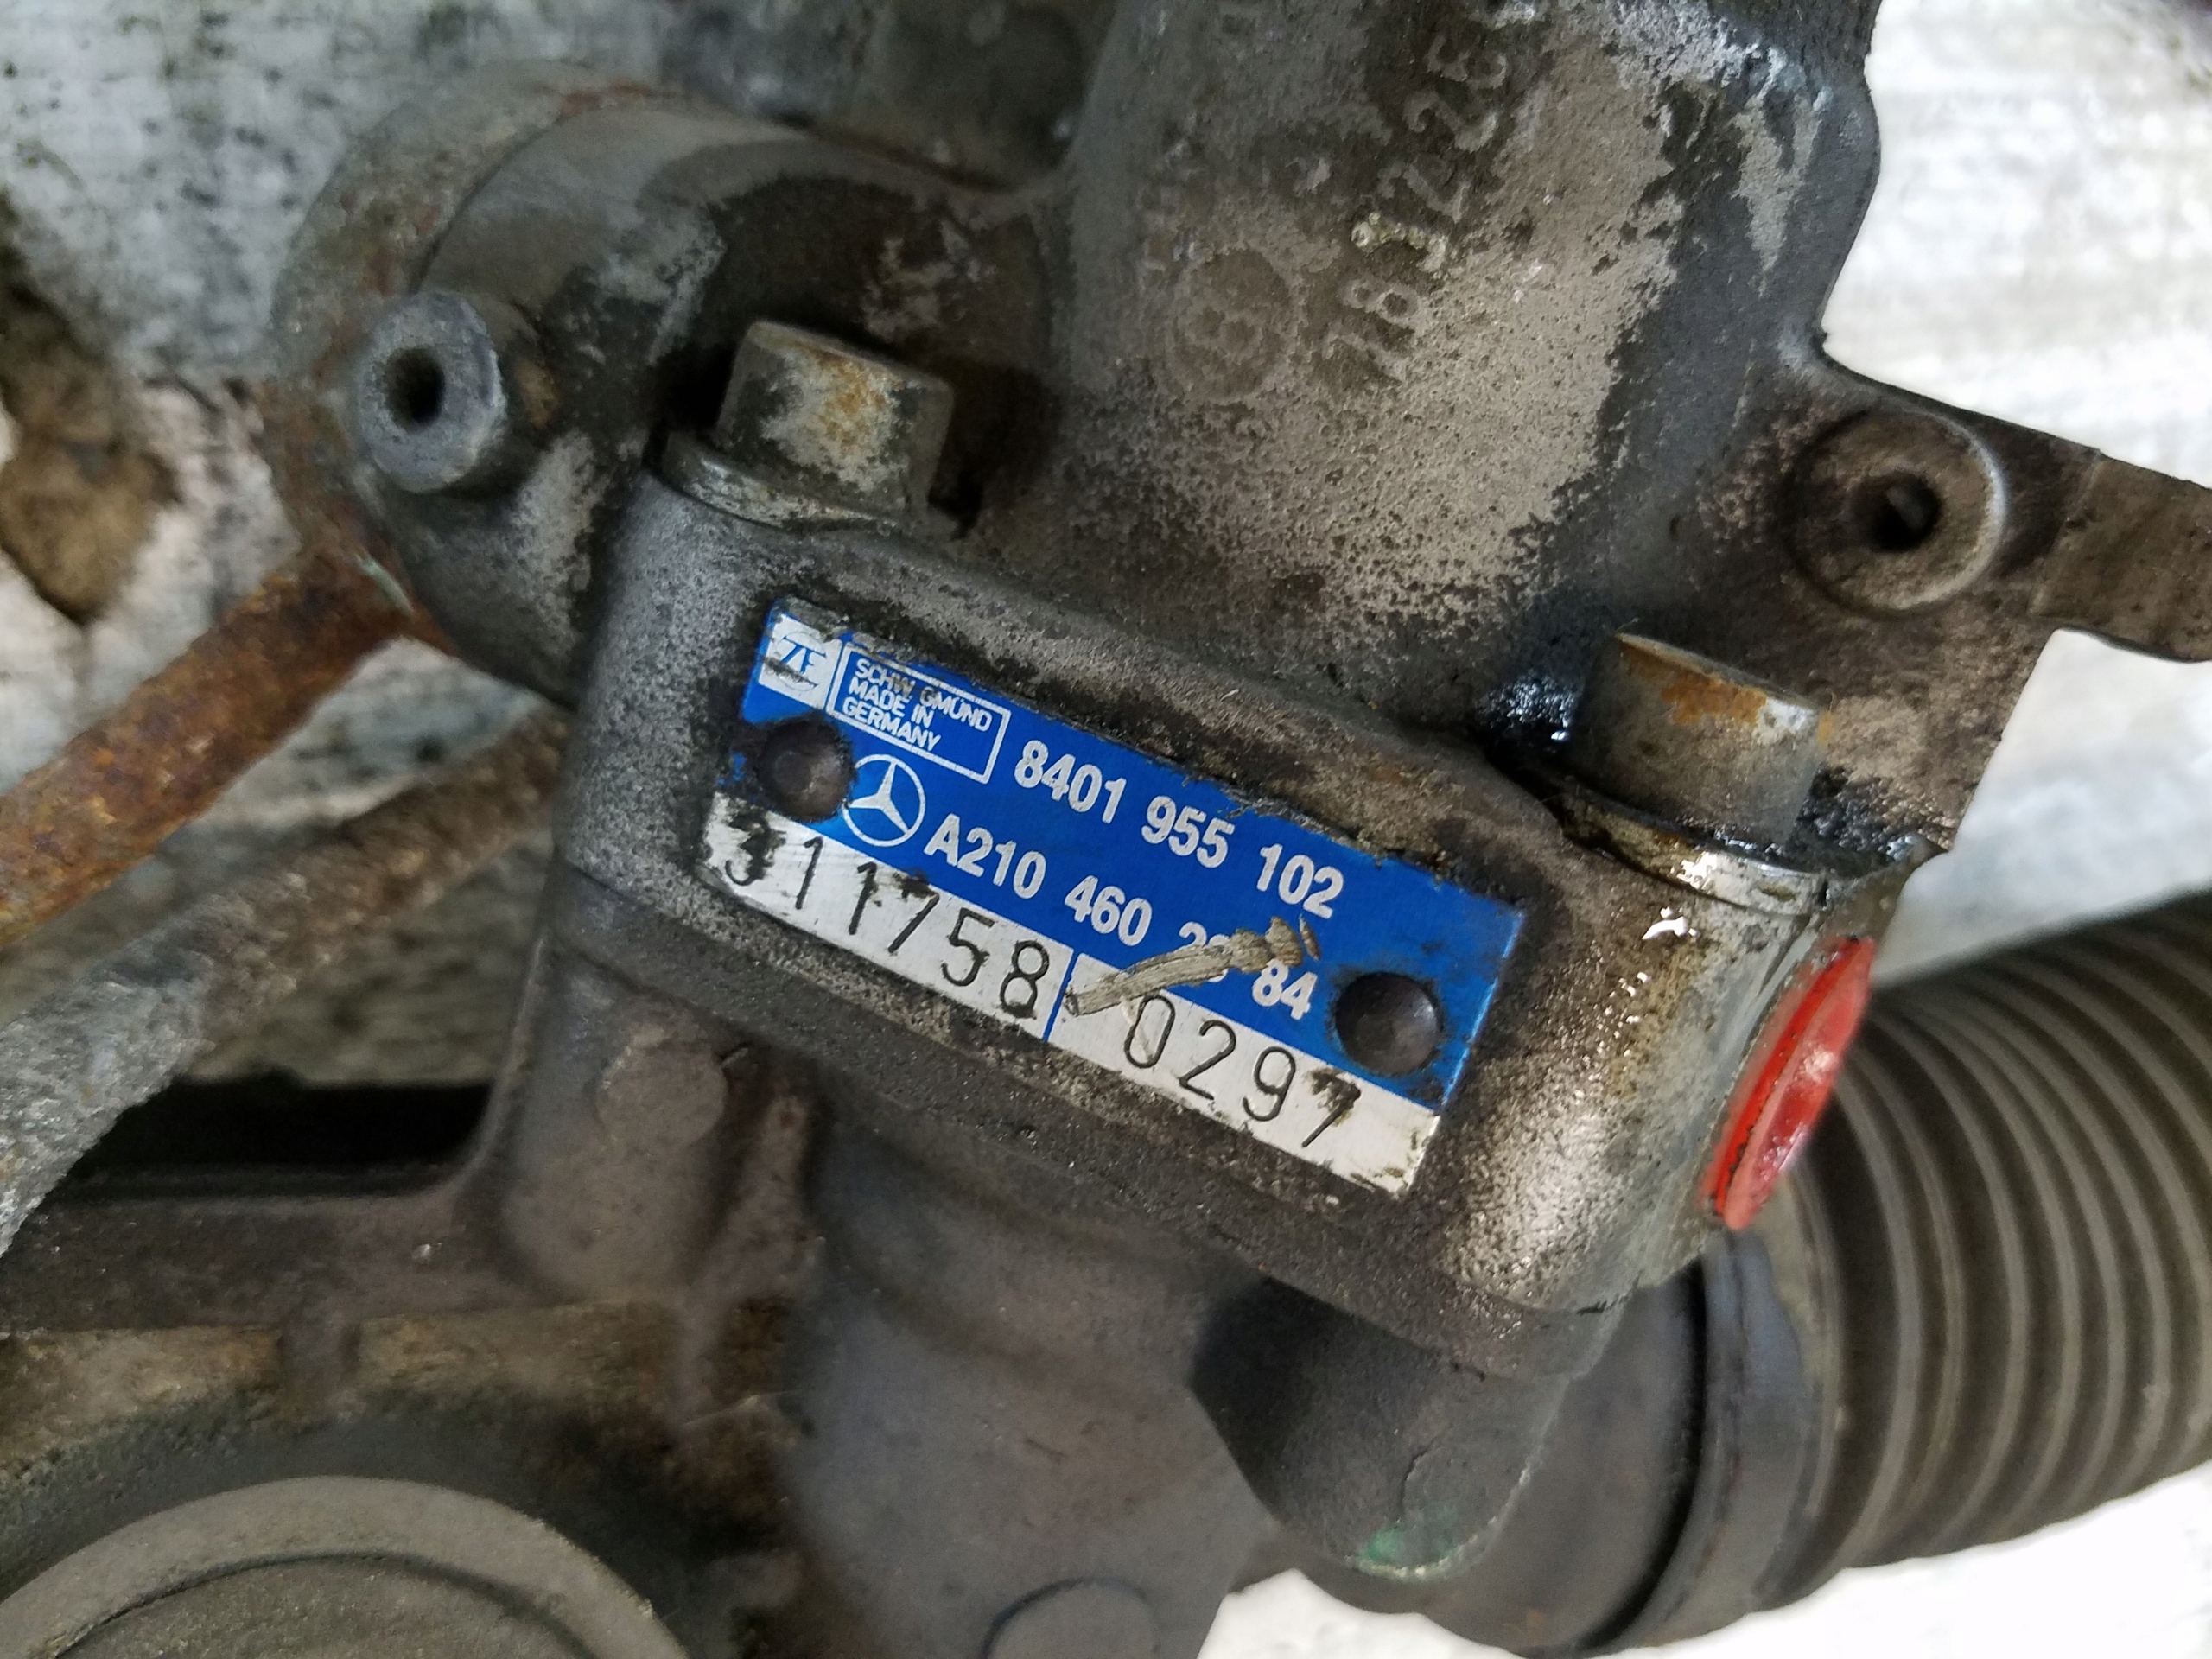 ZF
SCHW GMÜND
MADE IN
GERMANY
8401 955 102
A210 460 84
311758
0297